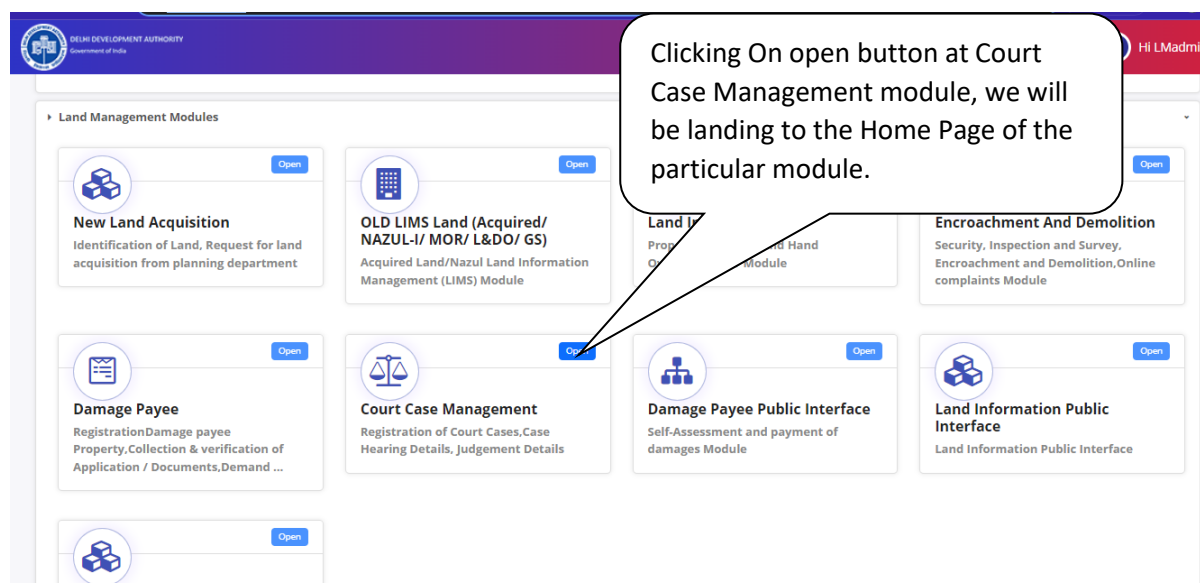 DELHI DEVELOPMENT AUTHORITY
Government of India
Hi LMadmi
Clicking On open button at Court
Case Management module, we will
be landing to the Home Page of the
particular module.
Land Management Modules
Open
New Land Acquisition
Identification of Land, Request for land
acquisition from planning department
Open
OLD LIMS Land (Acquired/
NAZUL-I/ MOR/ L&DO/ GS)
Acquired Land/Nazul Land Information
Management (LIMS) Module
Land
Hand
Module
Open
Encroachment And Demolition
Security, Inspection and Survey,
Encroachment and Demolition,Online
complaints Module
Open
Damage Payee
RegistrationDamage payee
Property,Collection & verification of
Application / Documents,Demand ...
Open
Court Case Management
Registration of Court Cases,Case
Hearing Details, Judgement Details
Open
Damage Payee Public Interface
Self-Assessment and payment of
damages Module
Open
Land Information Public
Interface
Land Information Public Interface
Open